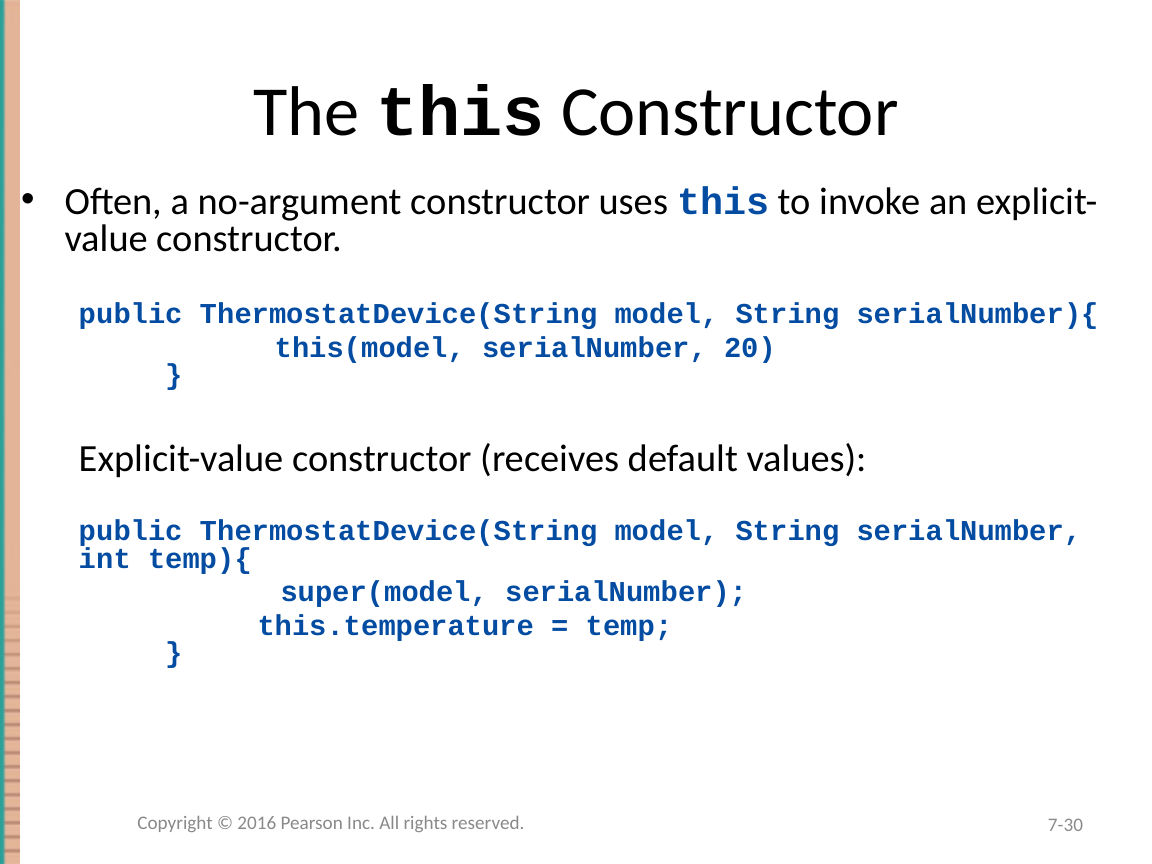 The this Constructor
• Often, a no-argument constructor uses this to invoke an explicit-
value constructor.
public ThermostatDevice(String model, String serialNumber){
this(model, serialNumber, 20)
}
Explicit-value constructor (receives default values):
public ThermostatDevice(String model, String serialNumber,
int temp){
super(model, serialNumber);
this.temperature = temp;
}
Copyright © 2016 Pearson Inc. All rights reserved.
7-30